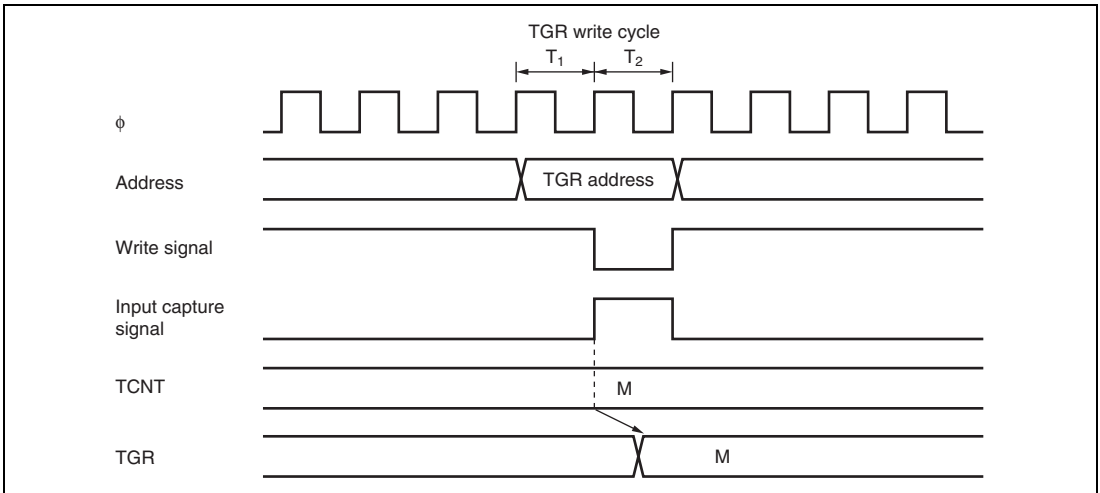 TGR write cycle
T₁ T₂
ϕ
Address
TGR address
Write signal
Input capture
signal
TCNT
M
TGR
M